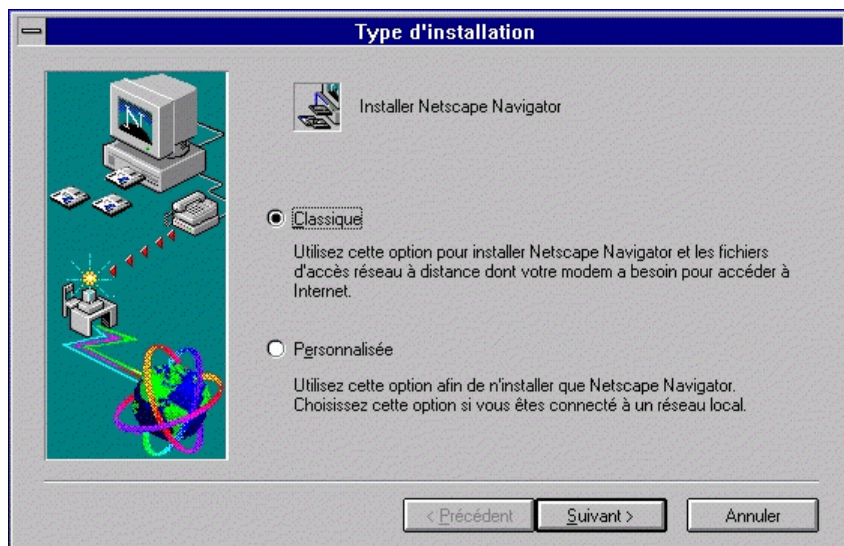 Type d'installation
Installer Netscape Navigator
Classique
Utilisez cette option pour installer Netscape Navigator et les fichiers
d'accès réseau à distance dont votre modem a besoin pour accéder à
Internet.
Personnalisée
Utilisez cette option afin de n'installer que Netscape Navigator.
Choisissez cette option si vous êtes connecté à un réseau local.
< Précédent
Suivant >
Annuler